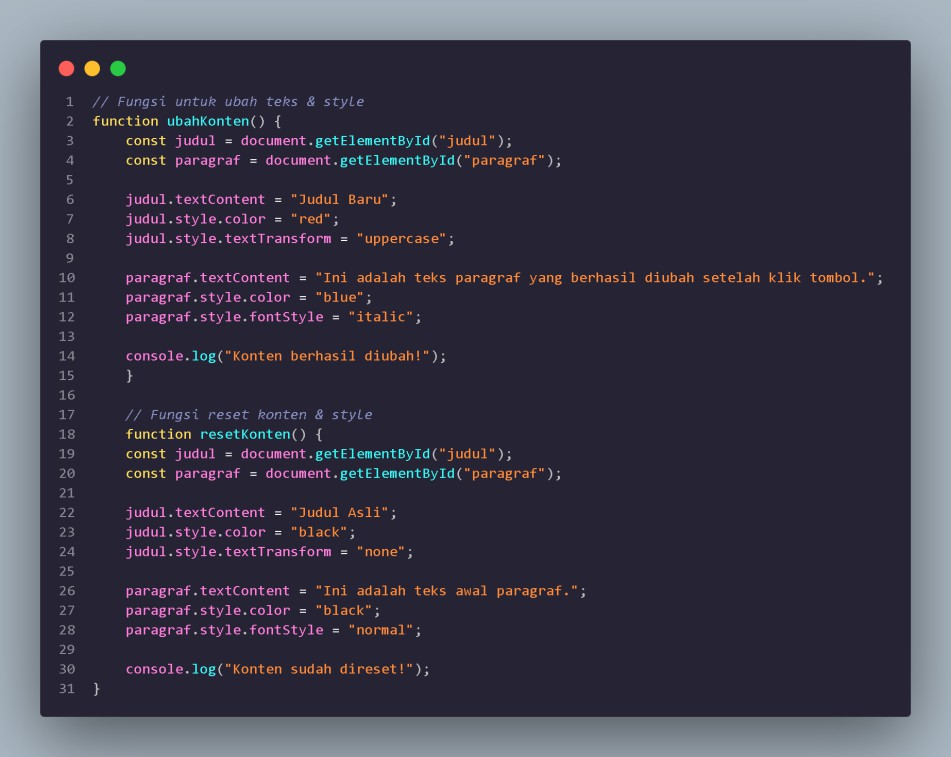 1 // Fungsi untuk ubah teks & style
2 function ubahKonten() {
3     const judul = document.getElementById("judul");
4     const paragraf = document.getElementById("paragraf");
5
6     judul.textContent = "Judul Baru";
7     judul.style.color = "red";
8     judul.style.textTransform = "uppercase";
9
10     paragraf.textContent = "Ini adalah teks paragraf yang berhasil diubah setelah klik tombol.";
11     paragraf.style.color = "blue";
12     paragraf.style.fontStyle = "italic";
13
14     console.log("Konten berhasil diubah!");
15     }
16
17     // Fungsi reset konten & style
18     function resetKonten() {
19     const judul = document.getElementById("judul");
20     const paragraf = document.getElementById("paragraf");
21
22     judul.textContent = "Judul Asli";
23     judul.style.color = "black";
24     judul.style.textTransform = "none";
25
26     paragraf.textContent = "Ini adalah teks awal paragraf.";
27     paragraf.style.color = "black";
28     paragraf.style.fontStyle = "normal";
29
30     console.log("Konten sudah direset!");
31 }